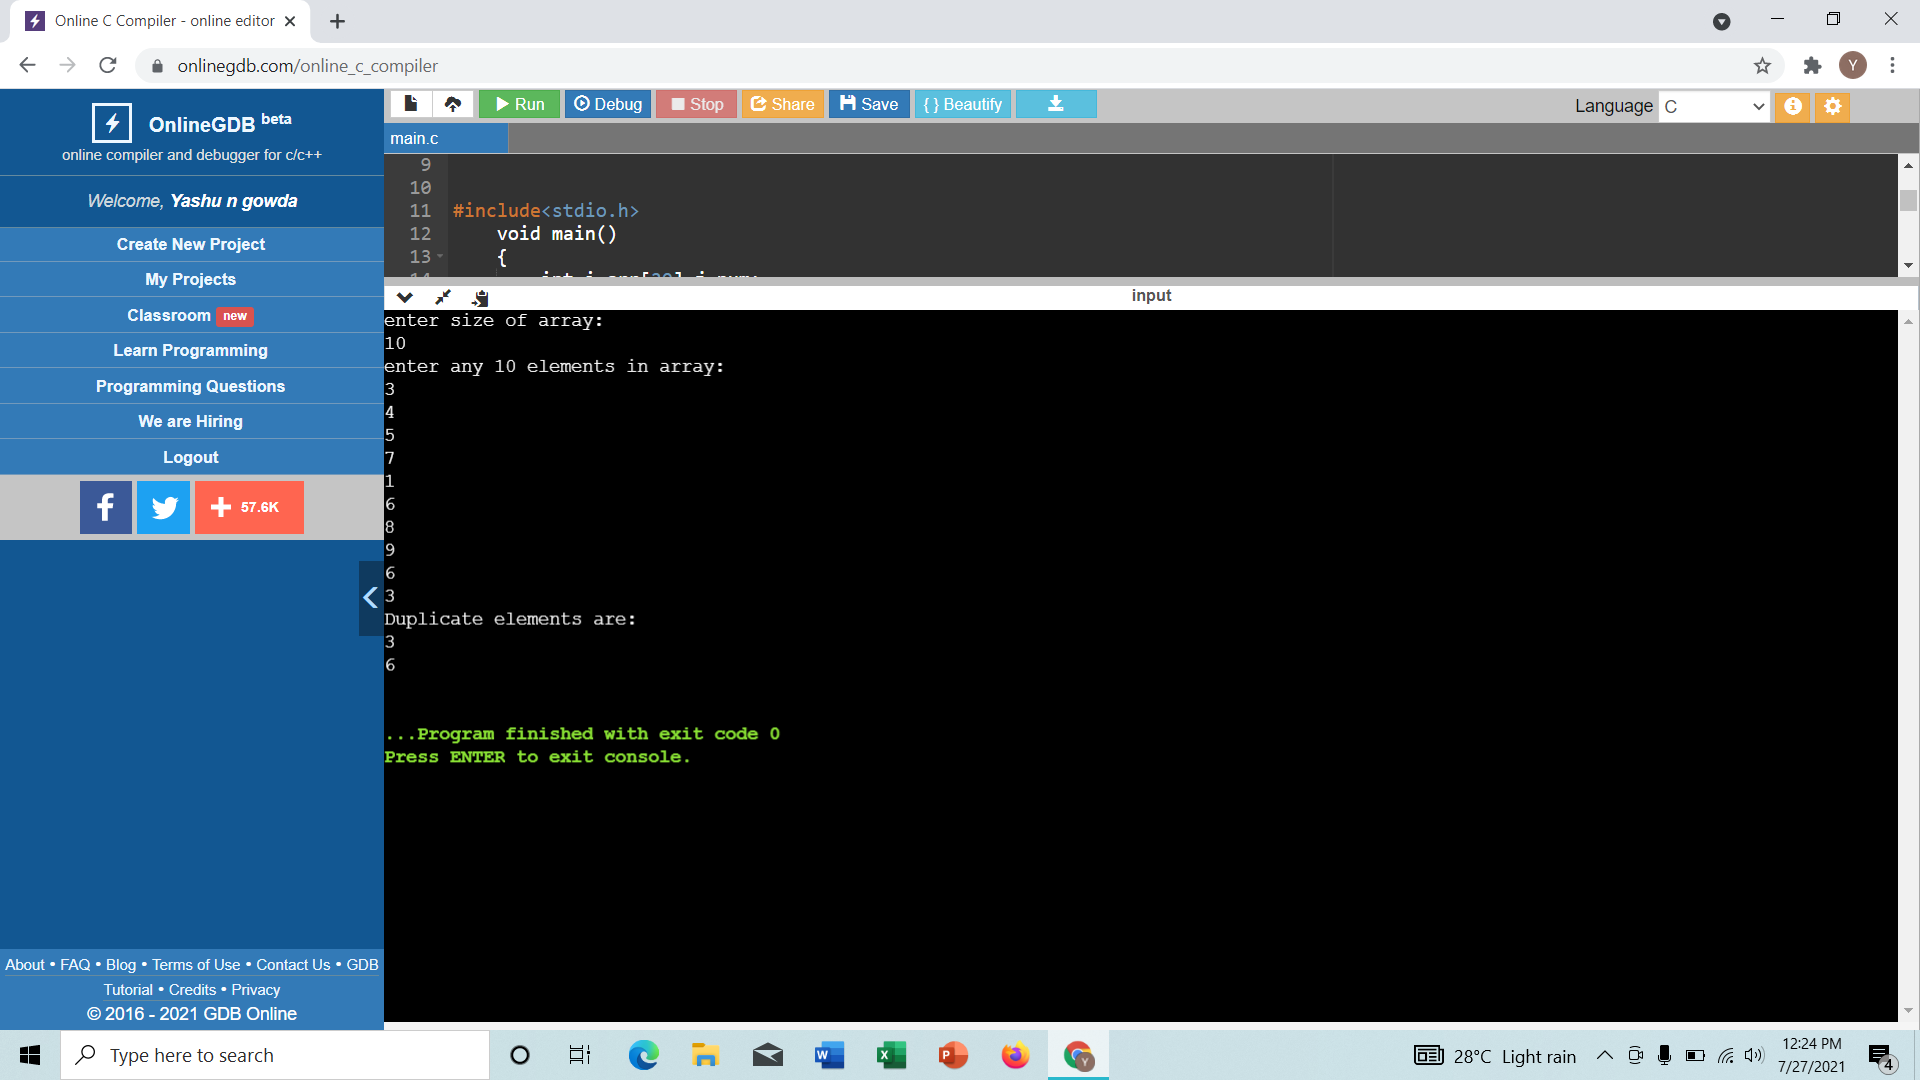 Online C Compiler - online editor
onlinegdb.com/online_c_compiler
Y
OnlineGDB beta
online compiler and debugger for c/c++
Welcome, Yashu n gowda
Create New Project
My Projects
Classroom new
Learn Programming
Programming Questions
We are Hiring
Logout
57.6K
About • FAQ • Blog • Terms of Use • Contact Us • GDB
Tutorial • Credits • Privacy
© 2016 - 2021 GDB Online
Run Debug Stop Share Save { } Beautify
Language C
main.c
9
10
11 #include<stdio.h>
12 void main()
13 {
input
enter size of array:
10
enter any 10 elements in array:
3
4
5
7
1
6
8
9
6
3
Duplicate elements are:
3
6
...Program finished with exit code 0
Press ENTER to exit console.
Type here to search
28°C Light rain
12:24 PM
7/27/2021
4